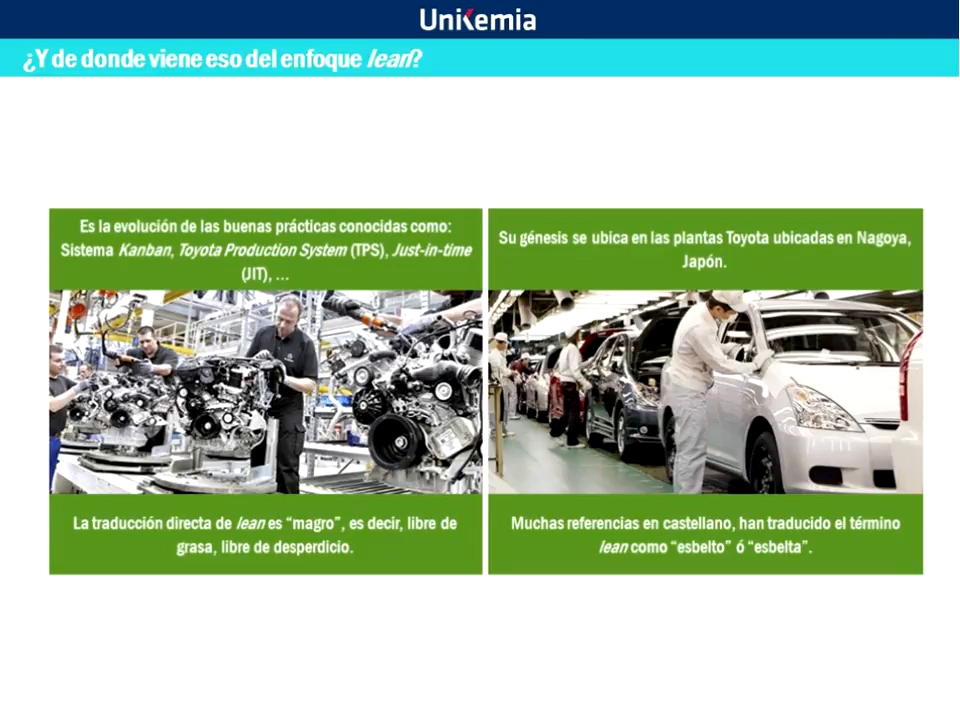 UniKemia
¿Y de donde viene eso del enfoque lean?
Es la evolución de las buenas prácticas conocidas como:
Sistema Kanban, Toyota Production System (TPS), Just-in-time
(JIT), ...
Su génesis se ubica en las plantas Toyota ubicadas en Nagoya,
Japón.
La traducción directa de lean es “magro”, es decir, libre de
grasa, libre de desperdicio.
Muchas referencias en castellano, han traducido el término
lean como “esbelto” ó “esbelta”.